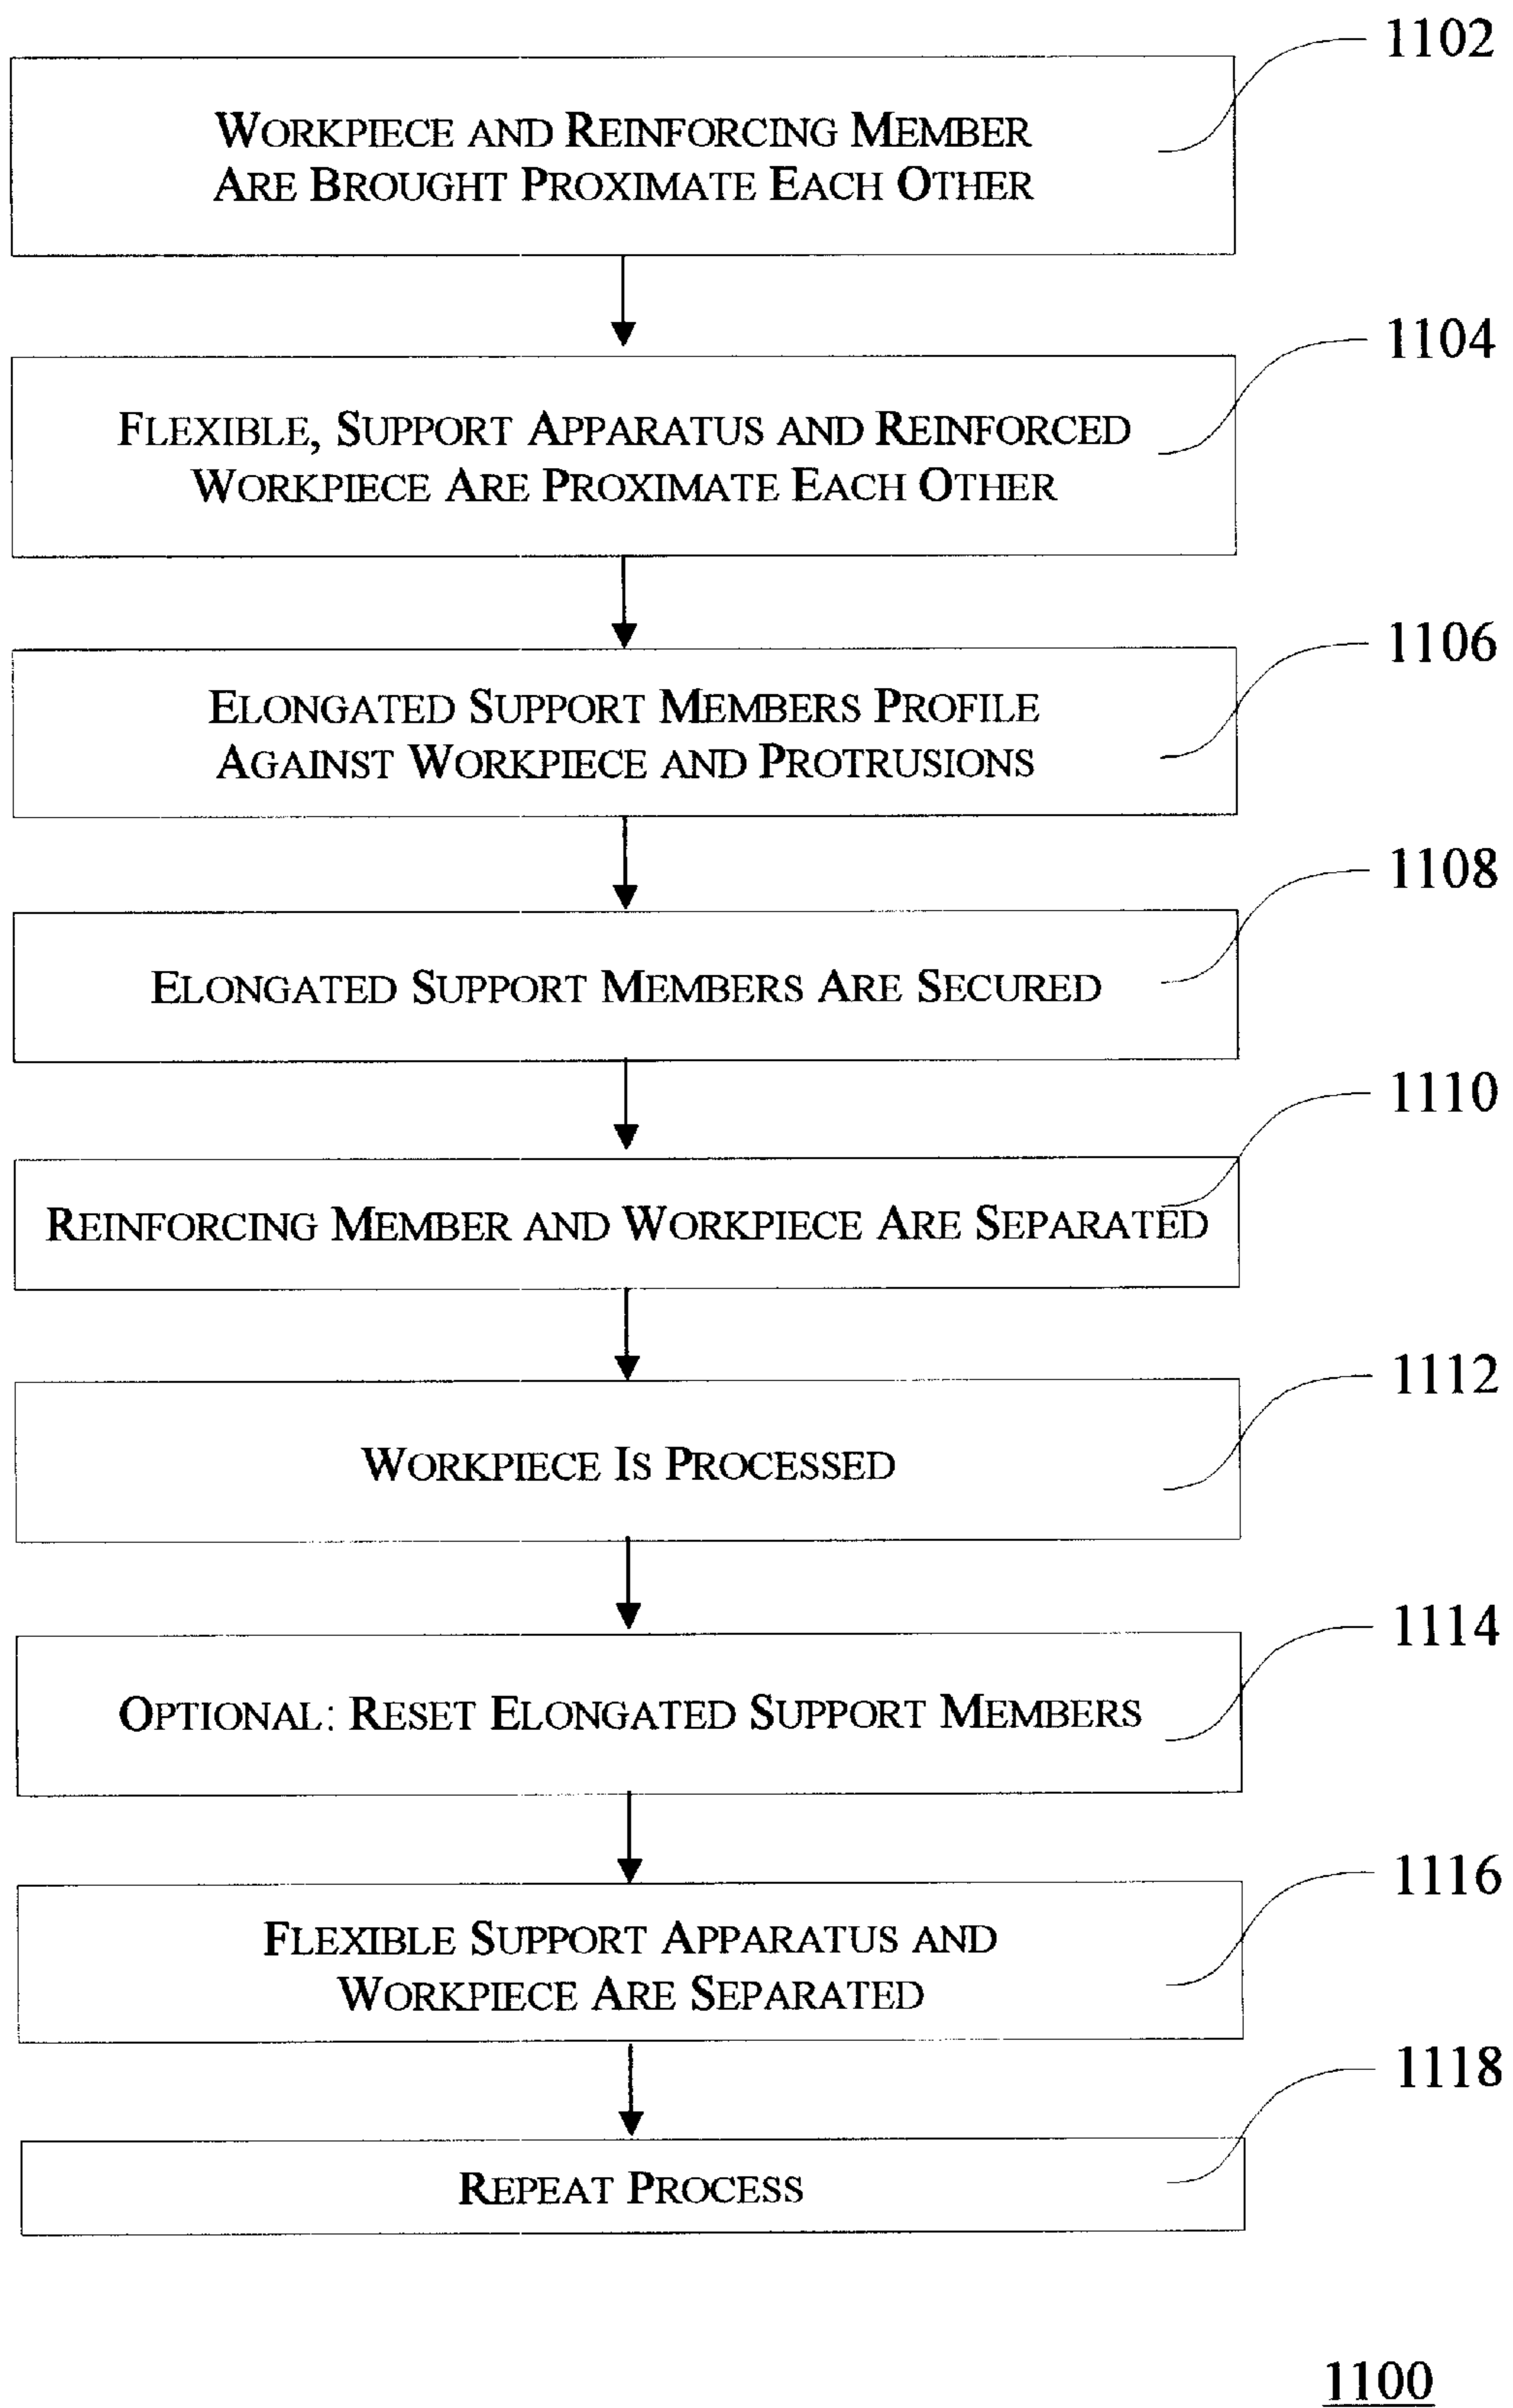 1102
WORKPIECE AND REINFORCING MEMBER
ARE BROUGHT PROXIMATE EACH OTHER
1104
FLEXIBLE, SUPPORT APPARATUS AND REINFORCED
WORKPIECE ARE PROXIMATE EACH OTHER
1106
ELONGATED SUPPORT MEMBERS PROFILE
AGAINST WORKPIECE AND PROTRUSIONS
1108
ELONGATED SUPPORT MEMBERS ARE SECURED
1110
REINFORCING MEMBER AND WORKPIECE ARE SEPARATED
1112
WORKPIECE IS PROCESSED
1114
OPTIONAL: RESET ELONGATED SUPPORT MEMBERS
1116
FLEXIBLE SUPPORT APPARATUS AND
WORKPIECE ARE SEPARATED
1118
REPEAT PROCESS
1100